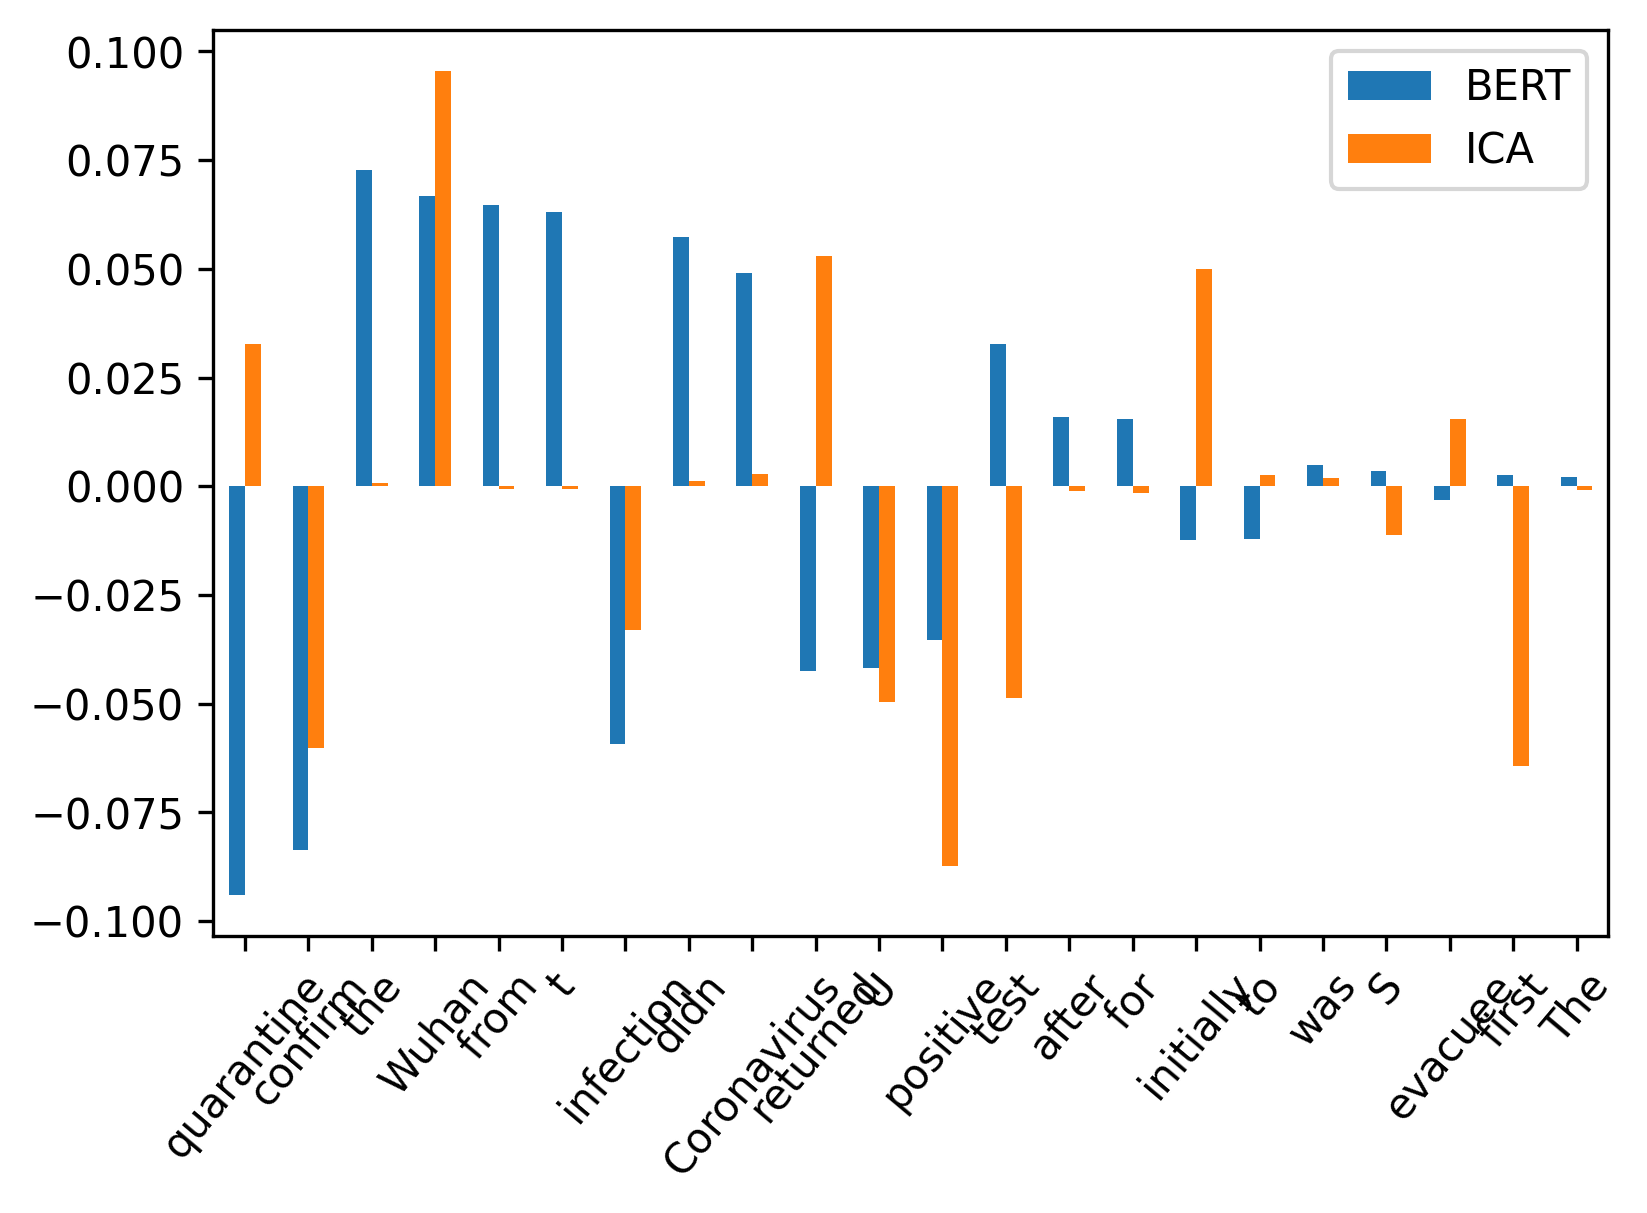 0.100
0.075
0.050
0.025
0.000
−0.025
−0.050
−0.075
−0.100
BERT
ICA
quarantine
confirm
the
Wuhan
from
t
infection
didn
Coronavirus
returned
U
positive
test
after
for
initially
to
was
S
evacuee
first
The